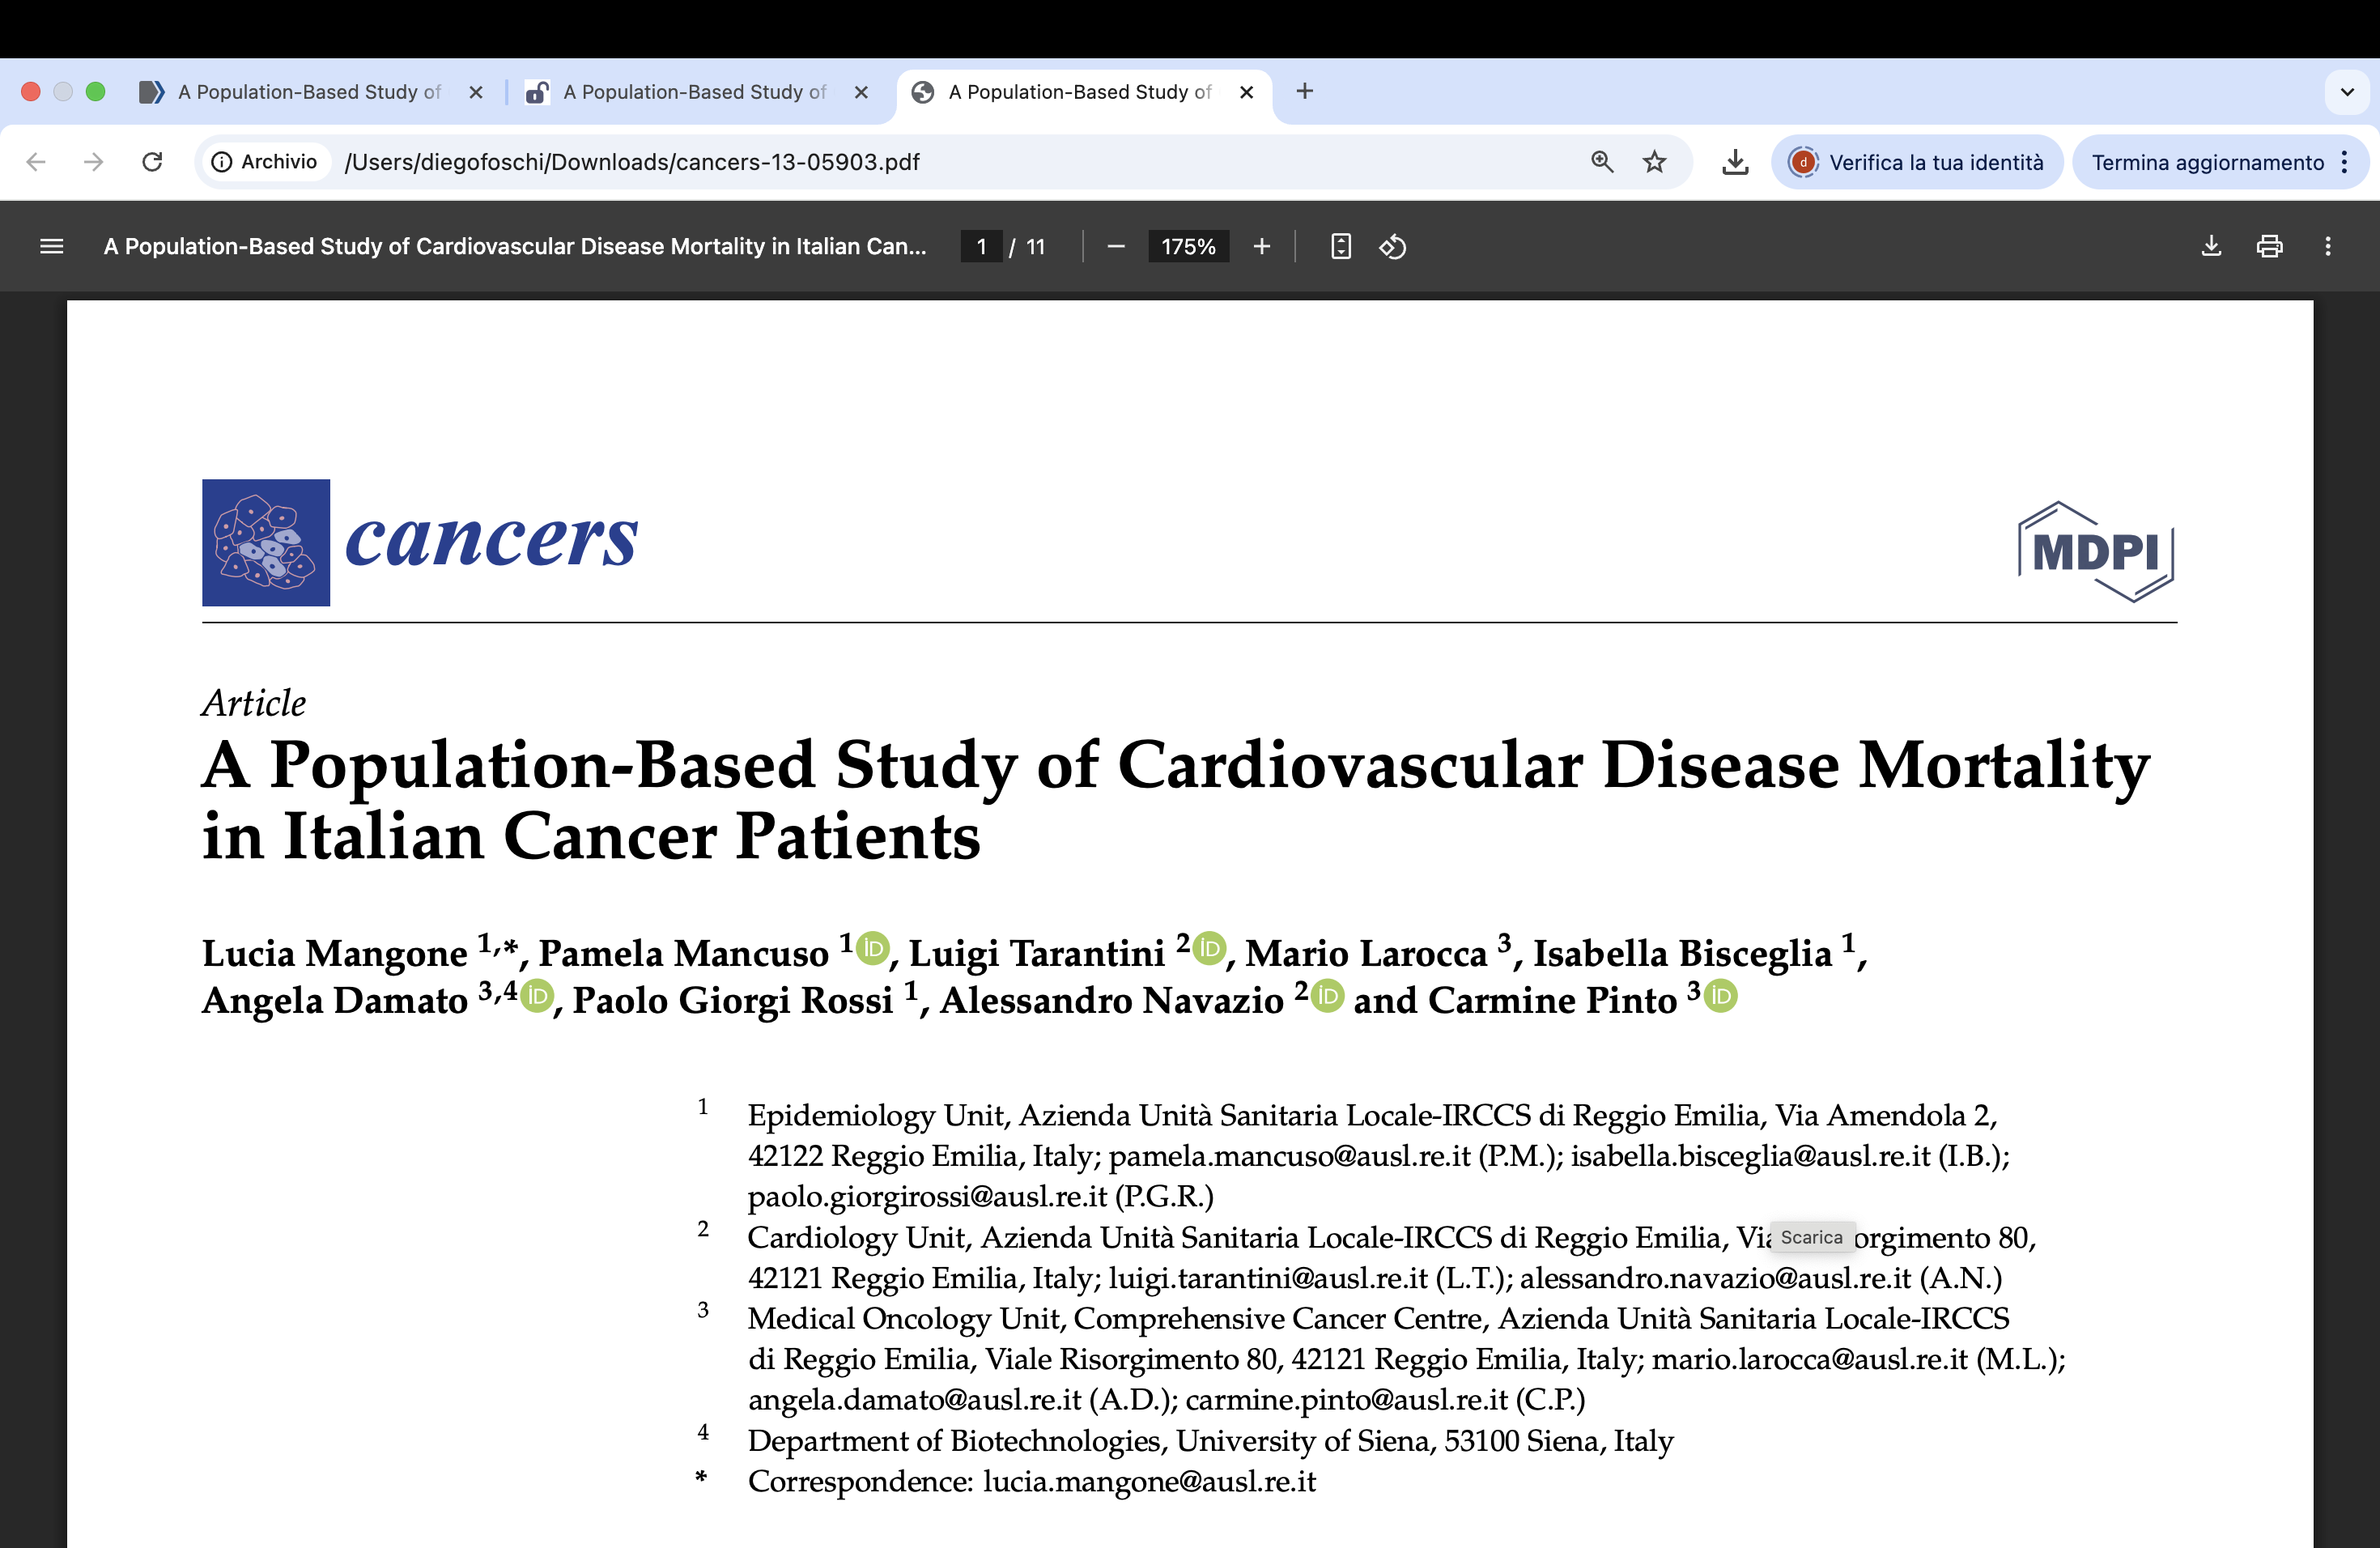 A Population-Based Study of
A Population-Based Study of
A Population-Based Study of
Archivio /Users/diegofoschi/Downloads/cancers-13-05903.pdf
d Verifica la tua identità
Termina aggiornamento
A Population-Based Study of Cardiovascular Disease Mortality in Italian Can... 1 / 11 175%
cancers
MDPI
Article
A Population-Based Study of Cardiovascular Disease Mortality
in Italian Cancer Patients
Lucia Mangone 1,*, Pamela Mancuso 1 iD, Luigi Tarantini 2 iD, Mario Larocca 3, Isabella Bisceglia 1,
Angela Damato 3,4 iD, Paolo Giorgi Rossi 1, Alessandro Navazio 2 iD and Carmine Pinto 3 iD
1 Epidemiology Unit, Azienda Unità Sanitaria Locale-IRCCS di Reggio Emilia, Via Amendola 2,
42122 Reggio Emilia, Italy; pamela.mancuso@ausl.re.it (P.M.); isabella.bisceglia@ausl.re.it (I.B.);
paolo.giorgirossi@ausl.re.it (P.G.R.)
2 Cardiology Unit, Azienda Unità Sanitaria Locale-IRCCS di Reggio Emilia, Via Scarica orgimento 80,
42121 Reggio Emilia, Italy; luigi.tarantini@ausl.re.it (L.T.); alessandro.navazio@ausl.re.it (A.N.)
3 Medical Oncology Unit, Comprehensive Cancer Centre, Azienda Unità Sanitaria Locale-IRCCS
di Reggio Emilia, Viale Risorgimento 80, 42121 Reggio Emilia, Italy; mario.larocca@ausl.re.it (M.L.);
angela.damato@ausl.re.it (A.D.); carmine.pinto@ausl.re.it (C.P.)
4 Department of Biotechnologies, University of Siena, 53100 Siena, Italy
* Correspondence: lucia.mangone@ausl.re.it